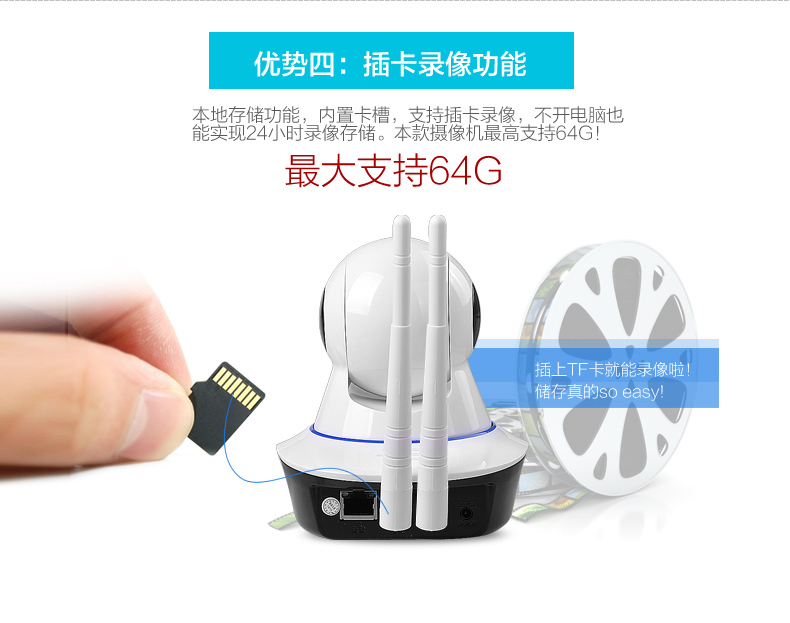 优势四：插卡录像功能
本地存储功能，内置卡槽，支持插卡录像，不开电脑也
能实现24小时录像存储。本款摄像机最高支持64G！
最大支持64G
插上TF卡就能录像啦！
储存真的so easy!